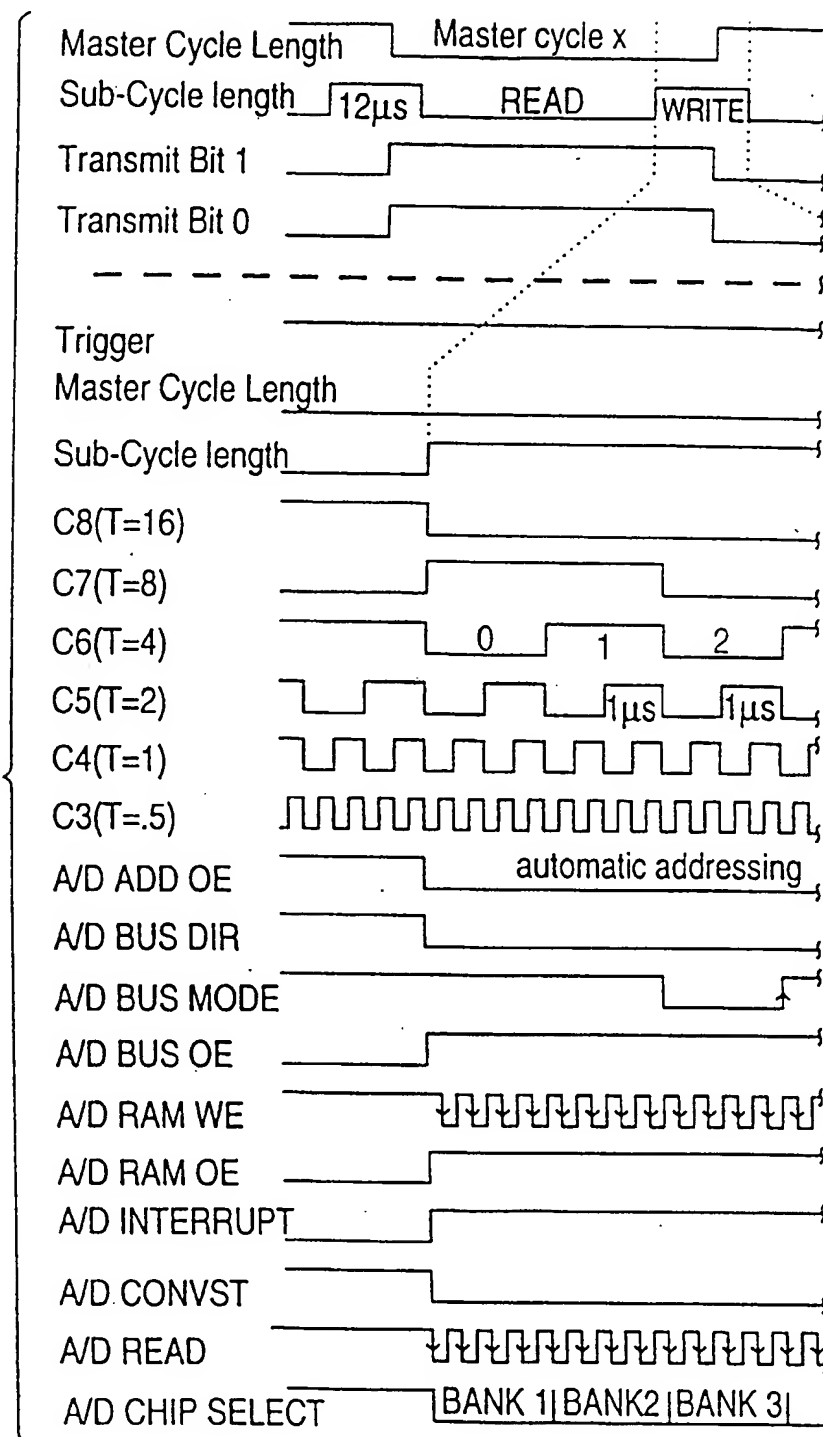 Master Cycle Length Master cycle x
Sub-Cycle length 12μs READ WRITE
Transmit Bit 1
Transmit Bit 0
Trigger
Master Cycle Length
Sub-Cycle length
C8(T=16)
C7(T=8)
C6(T=4) 0 1 2
C5(T=2) 1μs 1μs
C4(T=1)
C3(T=.5)
A/D ADD OE automatic addressing
A/D BUS DIR
A/D BUS MODE
A/D BUS OE
A/D RAM WE
A/D RAM OE
A/D INTERRUPT
A/D CONVST
A/D READ
A/D CHIP SELECT BANK 1 BANK2 BANK 3